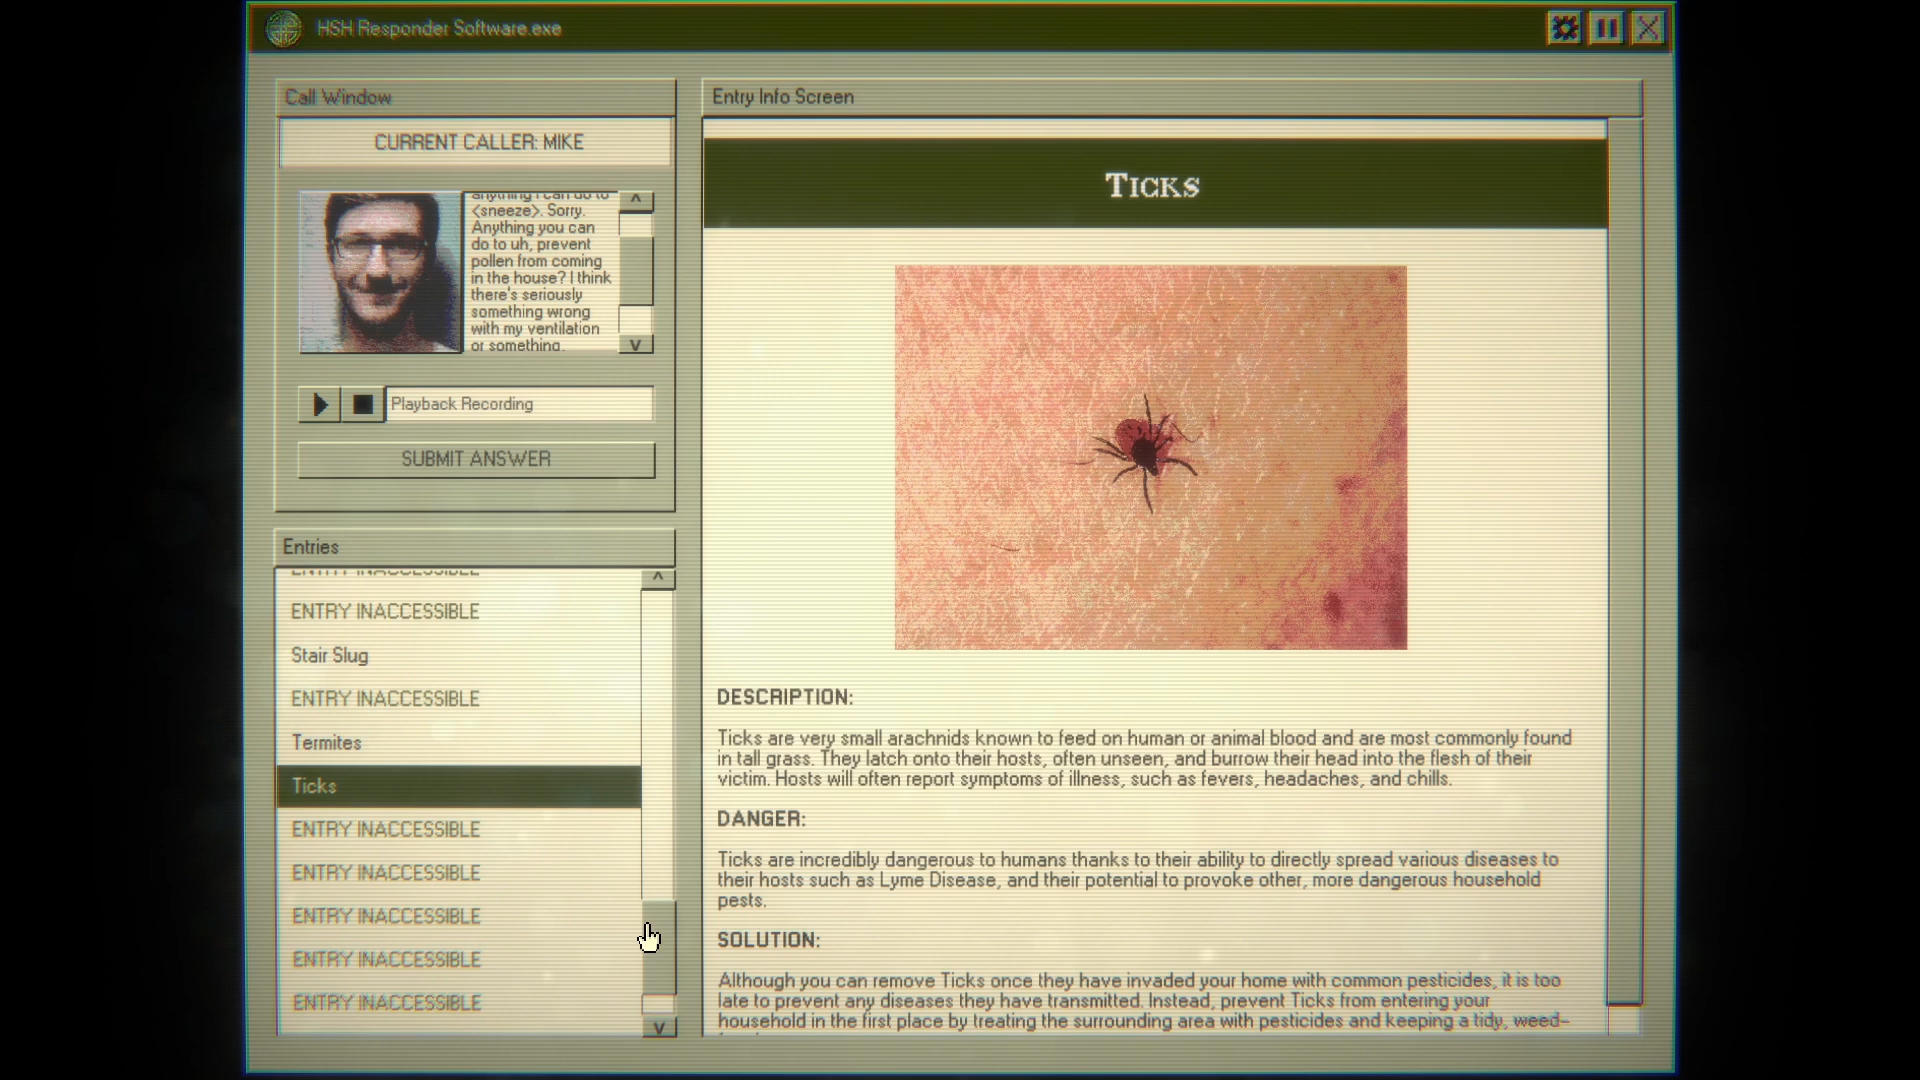 HSH Responder Software.exe
Call Window
CURRENT CALLER: MIKE
anything I can do to
<sneeze>. Sorry.
Anything you can
do to uh, prevent
pollen from coming
in the house? I think
there's seriously
something wrong
with my ventilation
or something.
Playback Recording
SUBMIT ANSWER
Entries
ENTRY INACCESSIBLE
ENTRY INACCESSIBLE
Stair Slug
ENTRY INACCESSIBLE
Termites
Ticks
ENTRY INACCESSIBLE
ENTRY INACCESSIBLE
ENTRY INACCESSIBLE
ENTRY INACCESSIBLE
ENTRY INACCESSIBLE
Entry Info Screen
TICKS
DESCRIPTION:
Ticks are very small arachnids known to feed on human or animal blood and are most commonly found
in tall grass. They latch onto their hosts, often unseen, and burrow their head into the flesh of their
victim. Hosts will often report symptoms of illness, such as fevers, headaches, and chills.
DANGER:
Ticks are incredibly dangerous to humans thanks to their ability to directly spread various diseases to
their hosts such as Lyme Disease, and their potential to provoke other, more dangerous household
pests.
SOLUTION:
Although you can remove Ticks once they have invaded your home with common pesticides, it is too
late to prevent any diseases they have transmitted. Instead, prevent Ticks from entering your
household in the first place by treating the surrounding area with pesticides and keeping a tidy, weed-